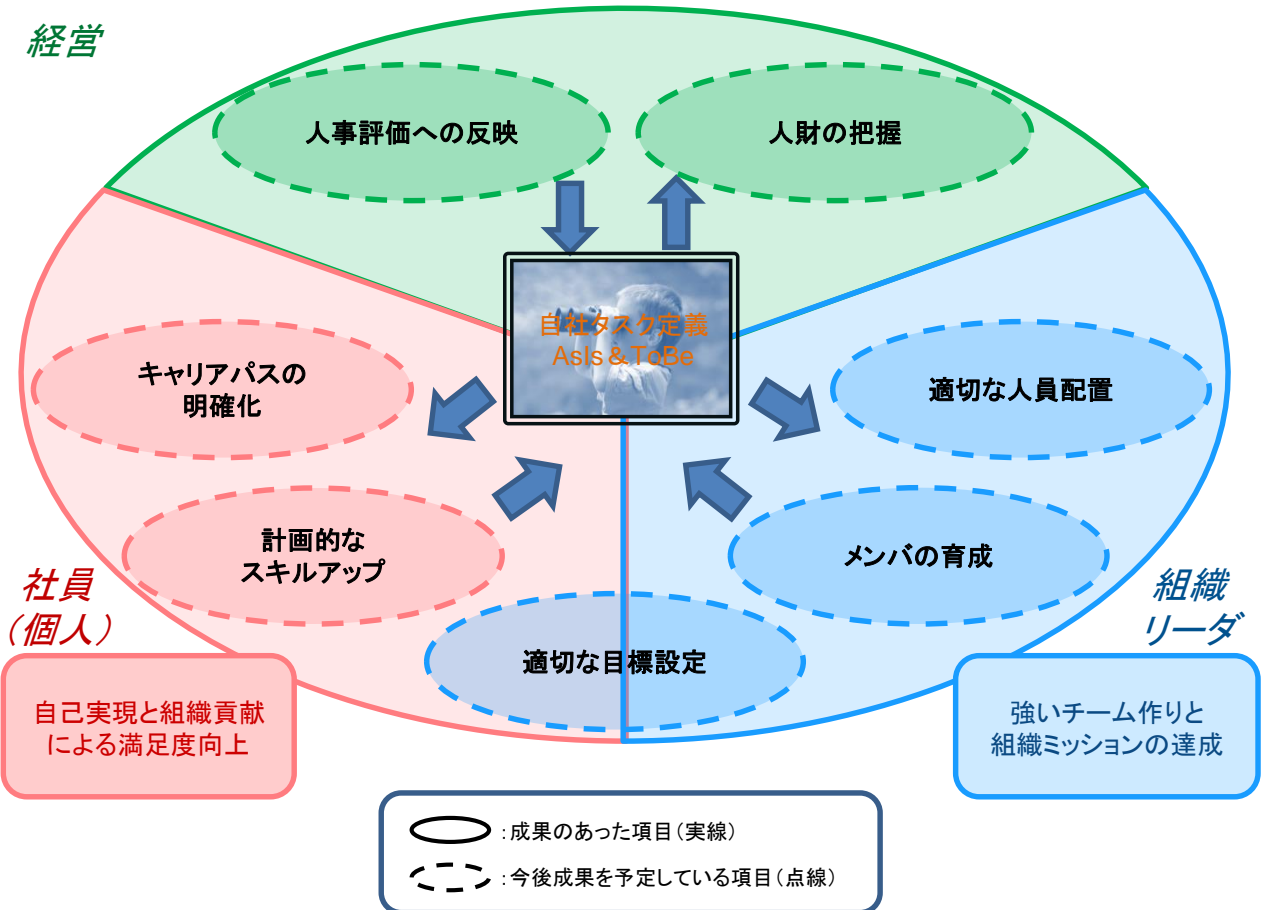 経営
人事評価への反映
人財の把握
自社タスク定義
AsIs&ToBe
キャリアパスの
明確化
適切な人員配置
計画的な
スキルアップ
メンバの育成
社員
(個人)
組織
リーダ
適切な目標設定
自己実現と組織貢献
による満足度向上
強いチーム作りと
組織ミッションの達成
:成果のあった項目(実線)
:今後成果を予定している項目(点線)